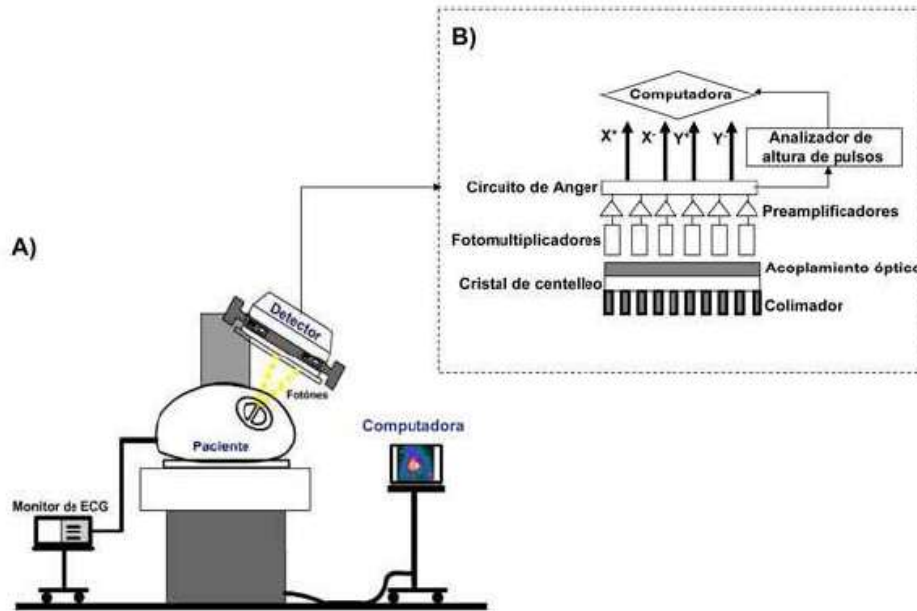 B)
Computadora
X+ X- Y+ Y-
Analizador de
altura de pulsos
Circuito de Anger
Preamplificadores
Fotomultiplicadores
Acoplamiento óptico
Cristal de centelleo
Colimador
A)
Detector
Fotónes
Paciente
Computadora
Monitor de ECG